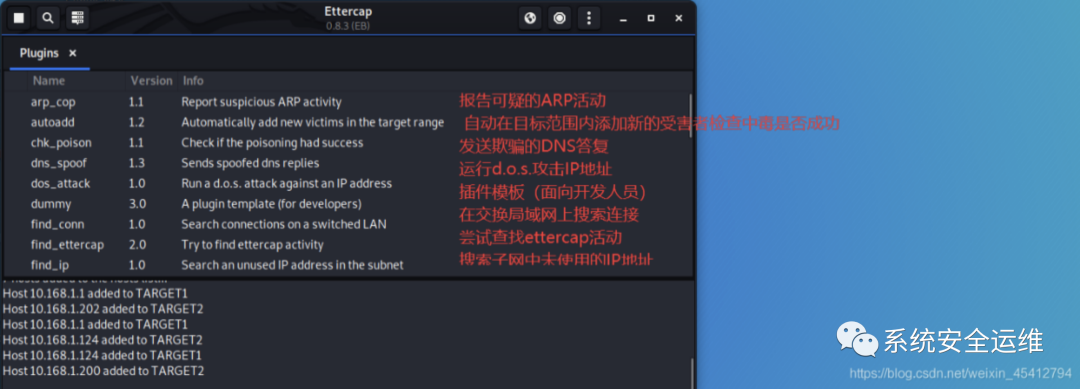 Ettercap
0.8.3 (EB)
Plugins ×
Name Version Info
arp_cop 1.1 Report suspicious ARP activity 报告可疑的ARP活动
autoadd 1.2 Automatically add new victims in the target range 自动在目标范围内添加新的受害者检查中毒是否成功
chk_poison 1.1 Check if the poisoning had success 发送欺骗的DNS答复
dns_spoof 1.3 Sends spoofed dns replies 运行d.o.s.攻击IP地址
dos_attack 1.0 Run a d.o.s. attack against an IP address 插件模板（面向开发人员）
dummy 3.0 A plugin template (for developers) 在交换局域网上搜索连接
find_conn 1.0 Search connections on a switched LAN 尝试查找ettercap活动
find_ettercap 2.0 Try to find ettercap activity 搜索子网中未使用的IP地址
find_ip 1.0 Search an unused IP address in the subnet
Host 10.168.1.1 added to TARGET1
Host 10.168.1.202 added to TARGET2
Host 10.168.1.1 added to TARGET1
Host 10.168.1.124 added to TARGET2
Host 10.168.1.124 added to TARGET1
Host 10.168.1.200 added to TARGET2
系统安全运维
https://blog.csdn.net/weixin_45412794